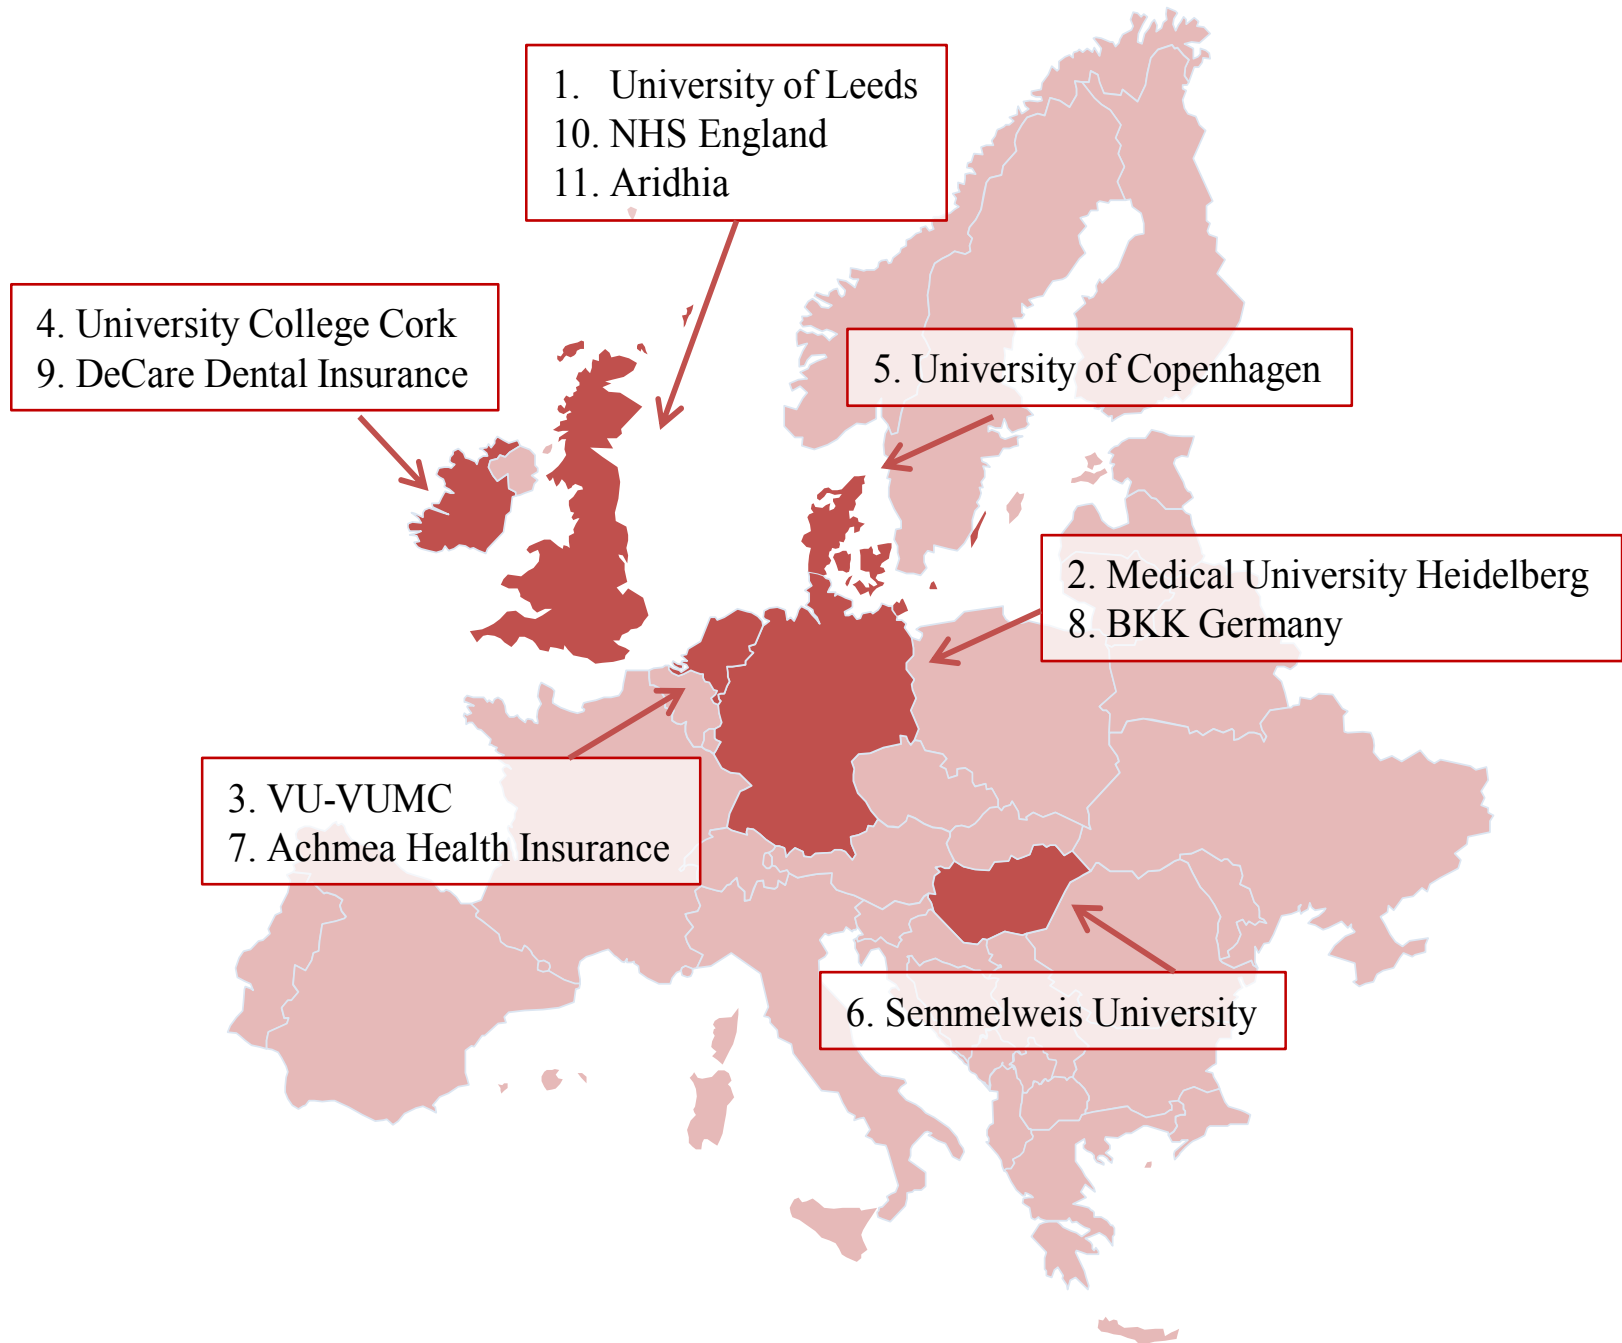 1. University of Leeds
10. NHS England
11. Aridhia
4. University College Cork
9. DeCare Dental Insurance
5. University of Copenhagen
2. Medical University Heidelberg
8. BKK Germany
3. VU-VUMC
7. Achmea Health Insurance
6. Semmelweis University